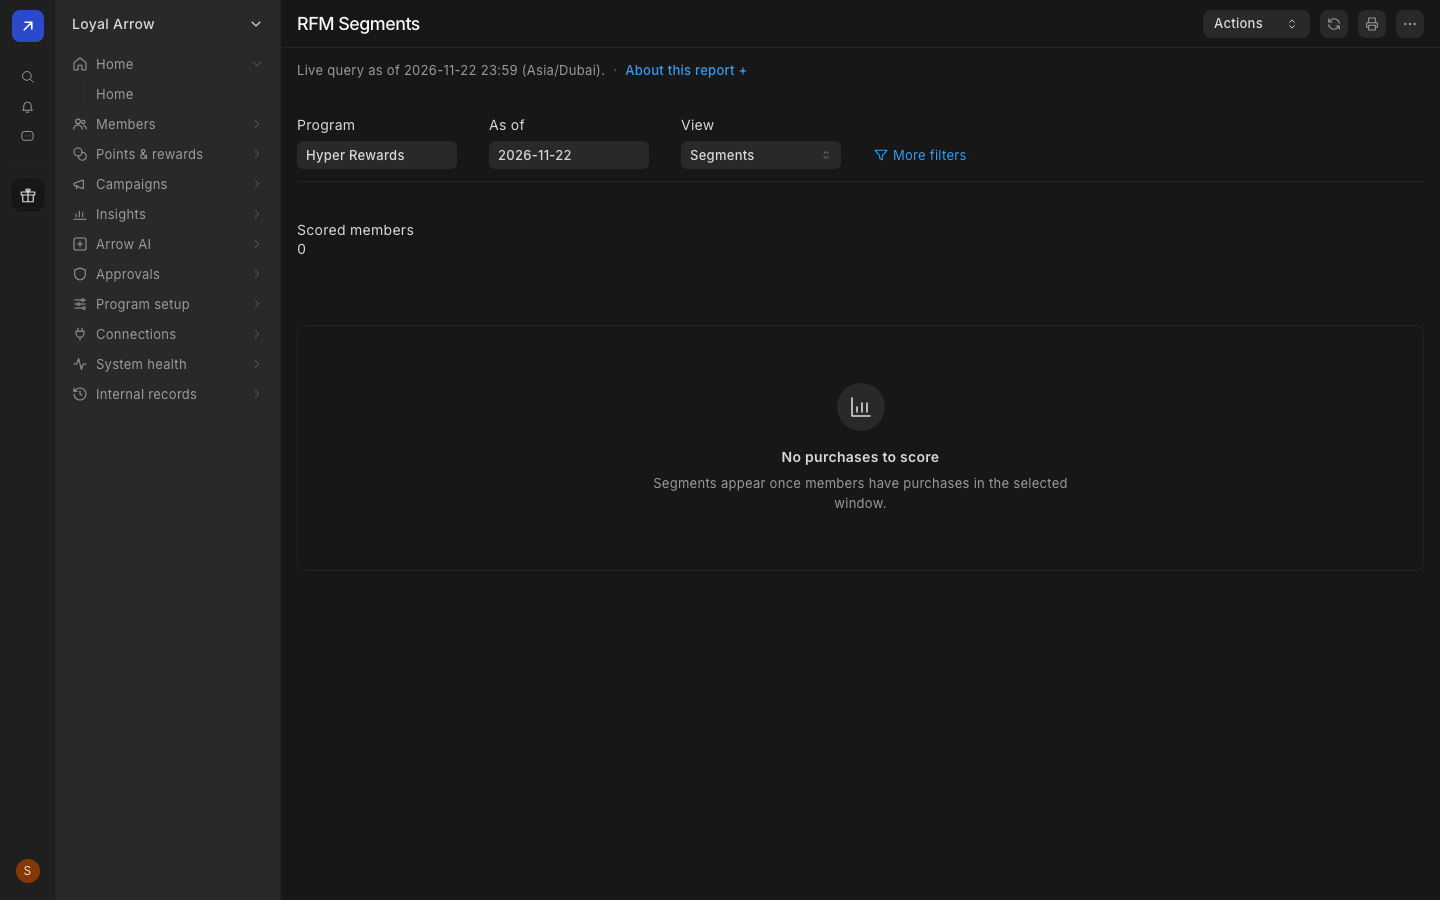 Loyal Arrow
Home
Home
Members
Points & rewards
Campaigns
Insights
Arrow AI
Approvals
Program setup
Connections
System health
Internal records
S
RFM Segments
Actions
Live query as of 2026-11-22 23:59 (Asia/Dubai). · About this report +
Program
As of
View
Hyper Rewards
2026-11-22
Segments
More filters
Scored members
0
No purchases to score
Segments appear once members have purchases in the selected
window.